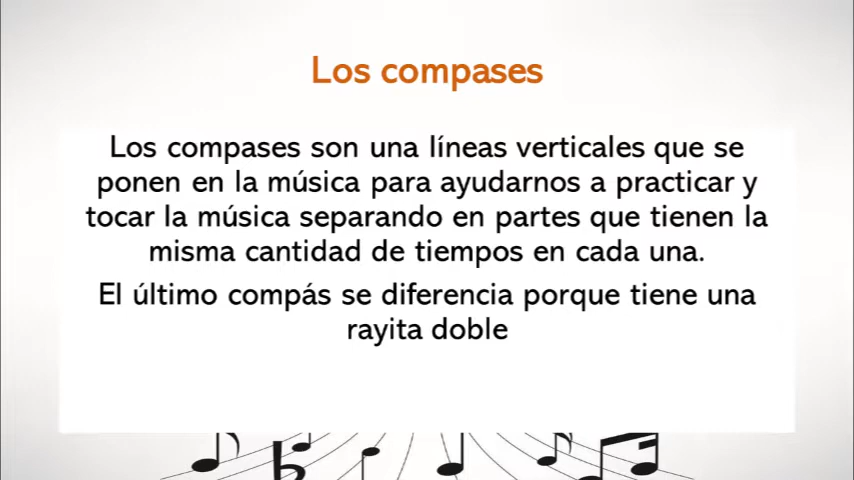 Los compases
Los compases son una líneas verticales que se
ponen en la música para ayudarnos a practicar y
tocar la música separando en partes que tienen la
misma cantidad de tiempos en cada una.
El último compás se diferencia porque tiene una
rayita doble